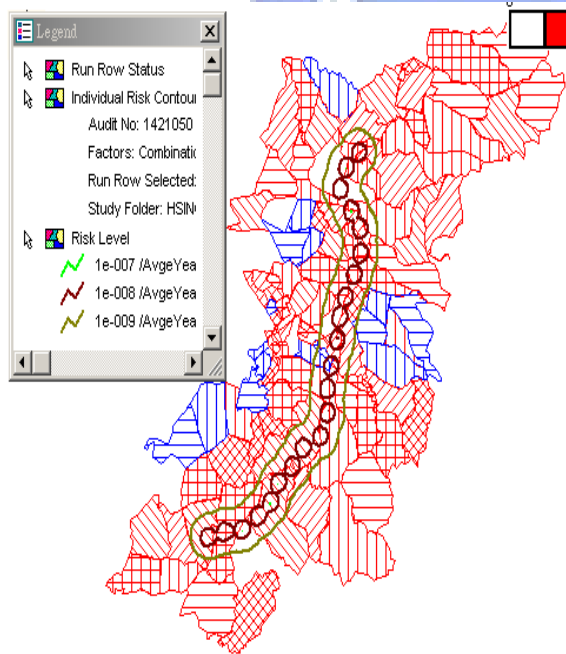 Legend
Run Row Status
Individual Risk Contour
Audit No: 1421050
Factors: Combinatic
Run Row Selected:
Study Folder: HSIN
Risk Level
1e-007 /AvgeYea
1e-008 /AvgeYea
1e-009 /AvgeYea